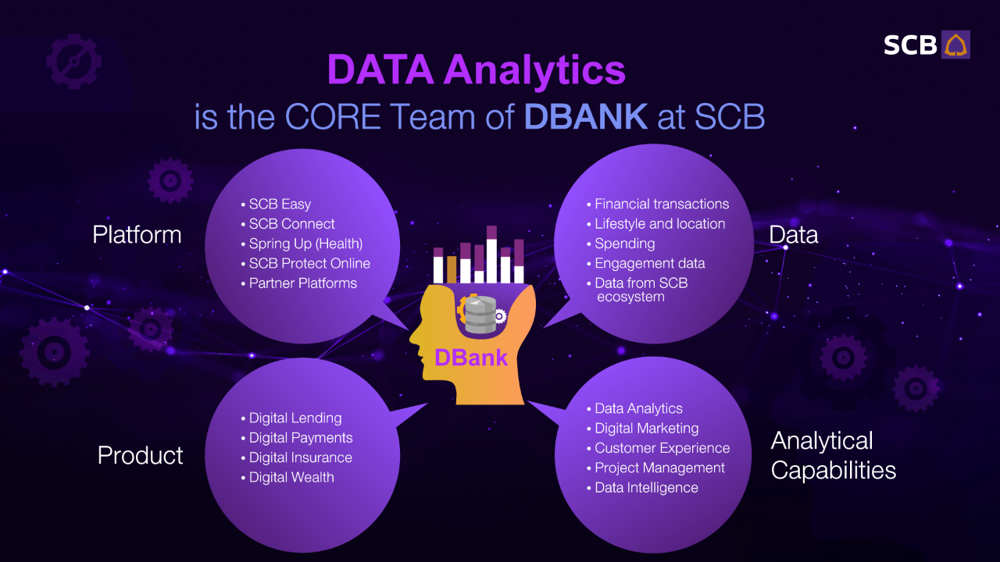 SCB
DATA Analytics
is the CORE Team of DBANK at SCB
Platform
• SCB Easy
• SCB Connect
• Spring Up (Health)
• SCB Protect Online
• Partner Platforms
• Financial transactions
• Lifestyle and location
• Spending
• Engagement data
• Data from SCB
ecosystem
Data
DBank
Product
• Digital Lending
• Digital Payments
• Digital Insurance
• Digital Wealth
• Data Analytics
• Digital Marketing
• Customer Experience
• Project Management
• Data Intelligence
Analytical
Capabilities